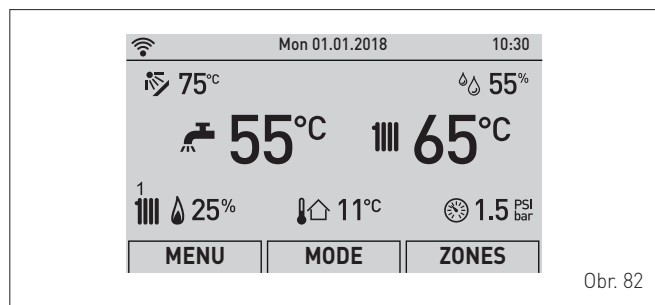 Mon 01.01.2018 10:30
75°C 55%
55°C 65°C
1
25% 11°C 1.5 PSI bar
MENU MODE ZONES
Obr. 82